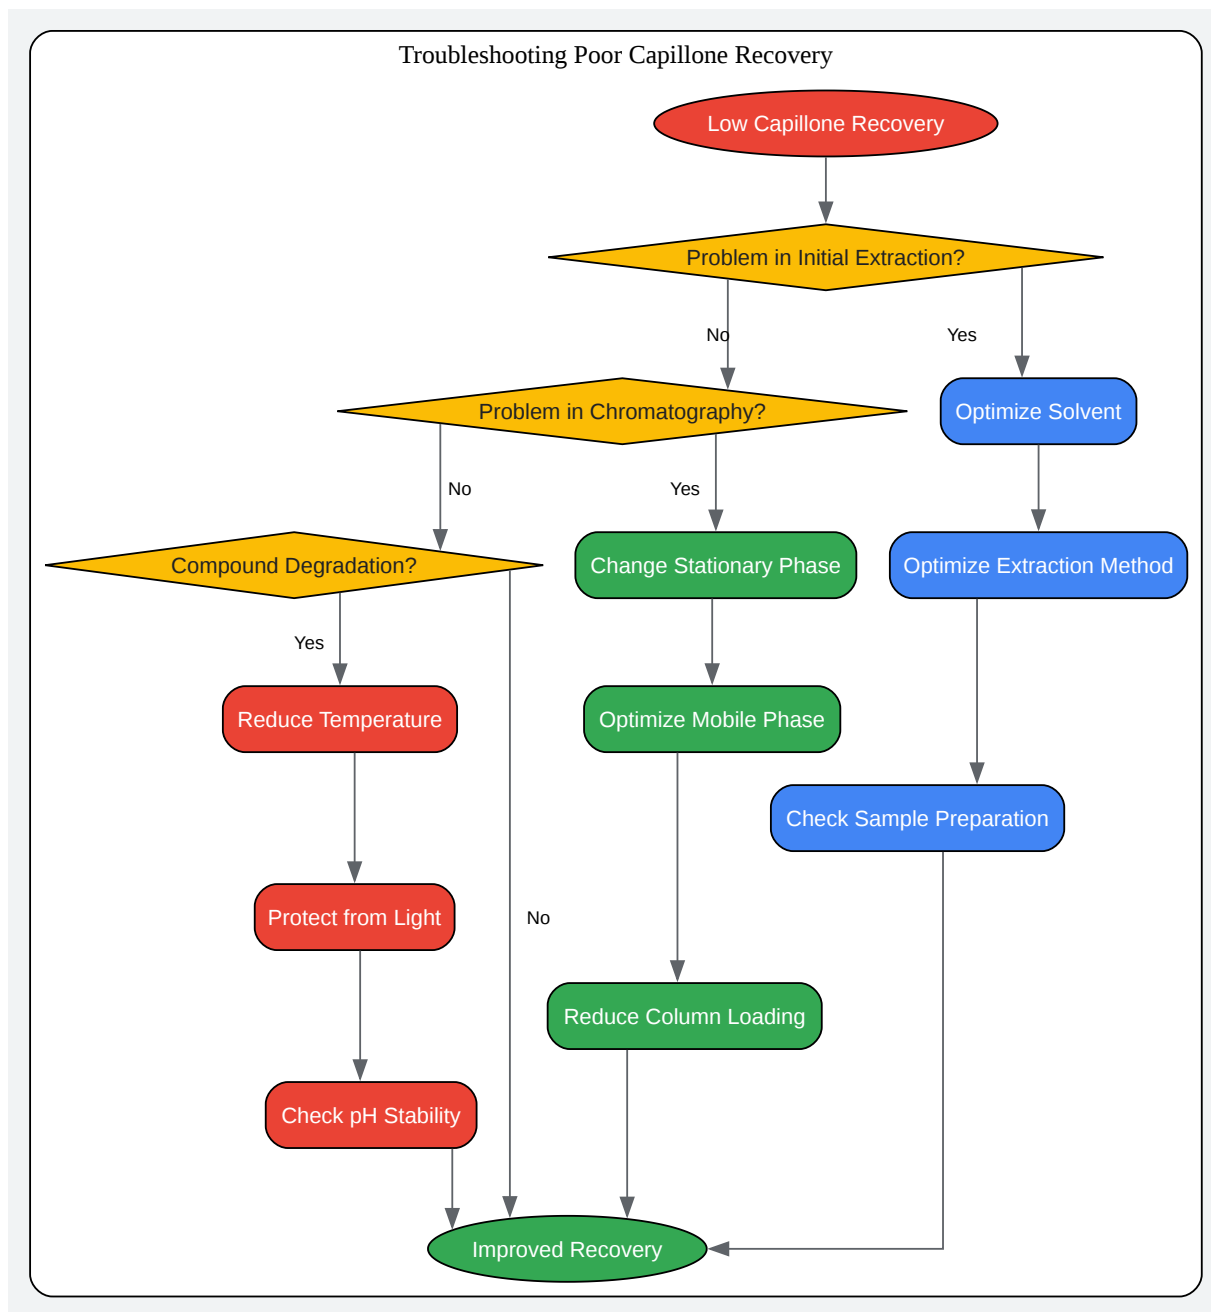 Troubleshooting Poor Capillone Recovery
Low Capillone Recovery
Problem in Initial Extraction?
No
Yes
Problem in Chromatography?
Optimize Solvent
No
Yes
Compound Degradation?
Change Stationary Phase
Optimize Extraction Method
Yes
Reduce Temperature
Optimize Mobile Phase
Check Sample Preparation
Protect from Light
No
Reduce Column Loading
Check pH Stability
Improved Recovery